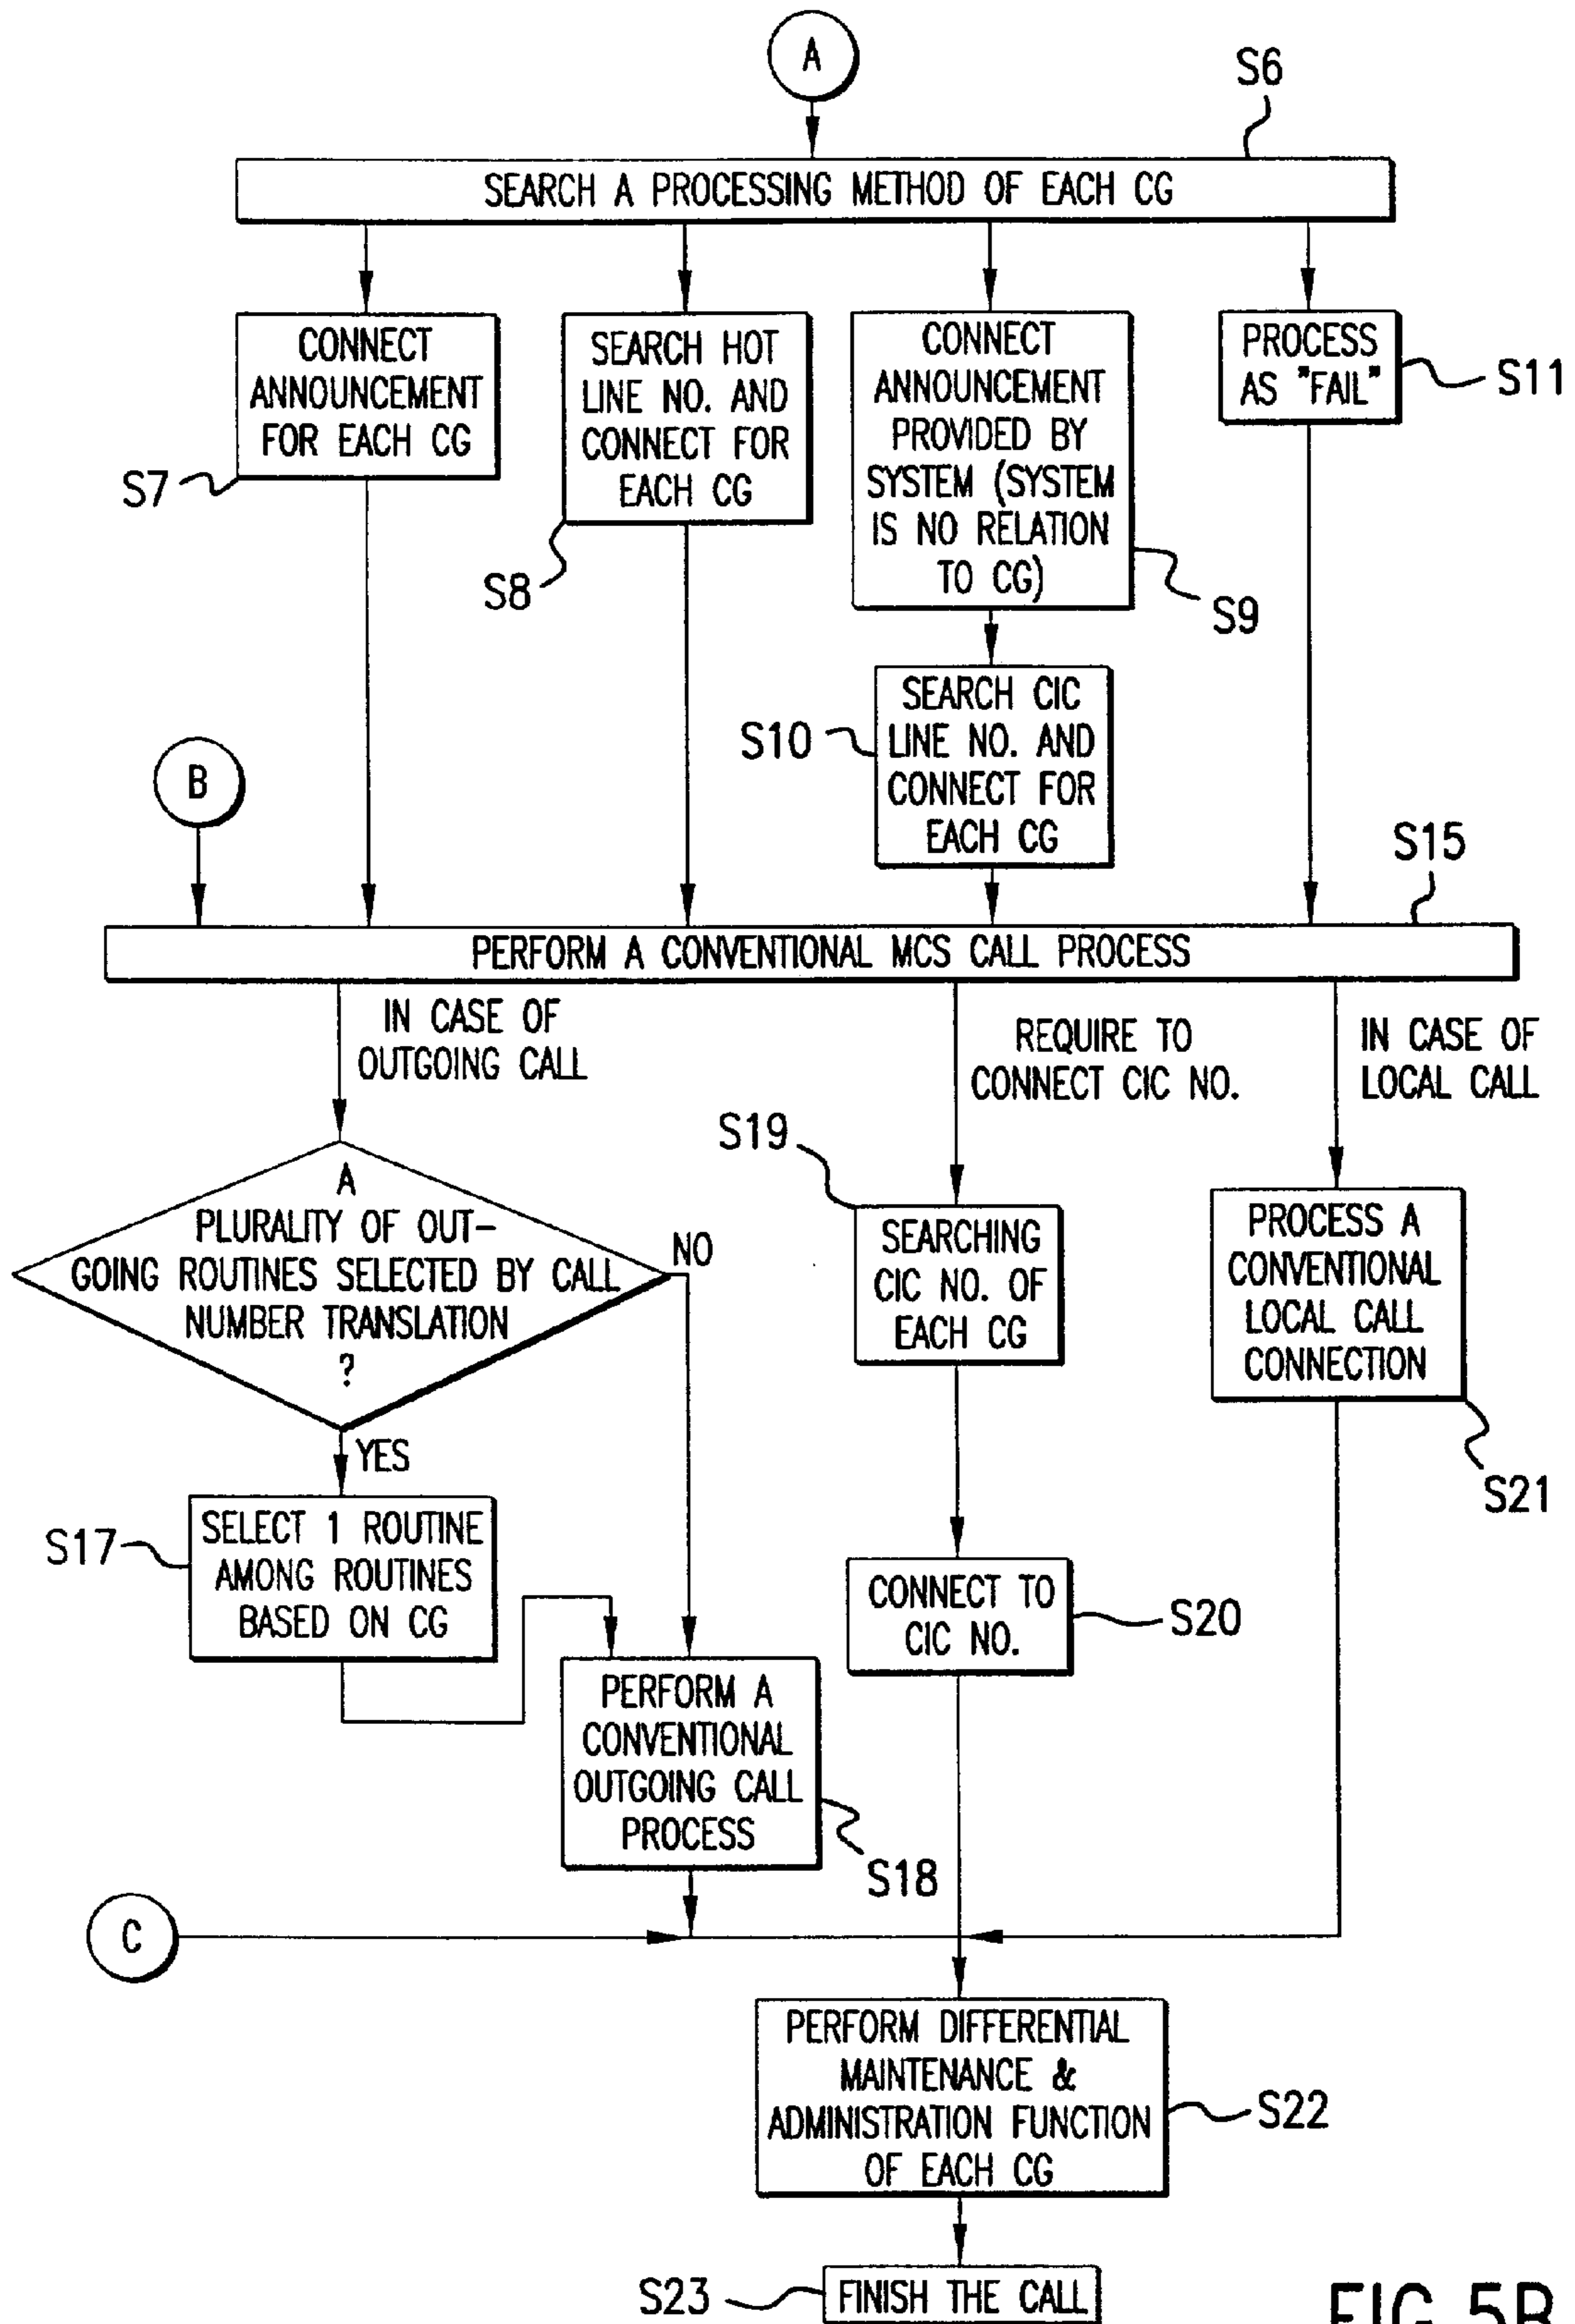 A
S6
SEARCH A PROCESSING METHOD OF EACH CG
CONNECT
ANNOUNCEMENT
FOR EACH CG
S7
SEARCH HOT
LINE NO. AND
CONNECT FOR
EACH CG
S8
CONNECT
ANNOUNCEMENT
PROVIDED BY
SYSTEM (SYSTEM
IS NO RELATION
TO CG)
S9
PROCESS
AS "FAIL"
S11
SEARCH CIC
LINE NO. AND
CONNECT FOR
EACH CG
S10
B
S15
PERFORM A CONVENTIONAL MCS CALL PROCESS
IN CASE OF
OUTGOING CALL
REQUIRE TO
CONNECT CIC NO.
IN CASE OF
LOCAL CALL
A
PLURALITY OF OUT-
GOING ROUTINES SELECTED BY CALL
NUMBER TRANSLATION
?
NO
YES
S19
SEARCHING
CIC NO. OF
EACH CG
PROCESS A
CONVENTIONAL
LOCAL CALL
CONNECTION
S21
S17
SELECT 1 ROUTINE
AMONG ROUTINES
BASED ON CG
CONNECT TO
CIC NO.
S20
PERFORM A
CONVENTIONAL
OUTGOING CALL
PROCESS
S18
C
PERFORM DIFFERENTIAL
MAINTENANCE &
ADMINISTRATION FUNCTION
OF EACH CG
S22
S23
FINISH THE CALL
FIG.5B